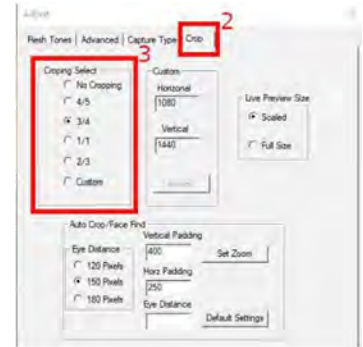 Adjust
Flesh Tones
Advanced
Capture Type
Crop
2
3
Croping Select
No Cropping
4/5
3/4
1/1
2/3
Custom
Custom
Horizonal
1080
Vertical
1440
Live Preview Size
Scaled
Full Size
Auto Crop/Face Find
Eye Distance
120 Pixels
150 Pixels
180 Pixels
Vertical Padding
400
Horz Padding
250
Eye Distance
Set Zoom
Default Settings